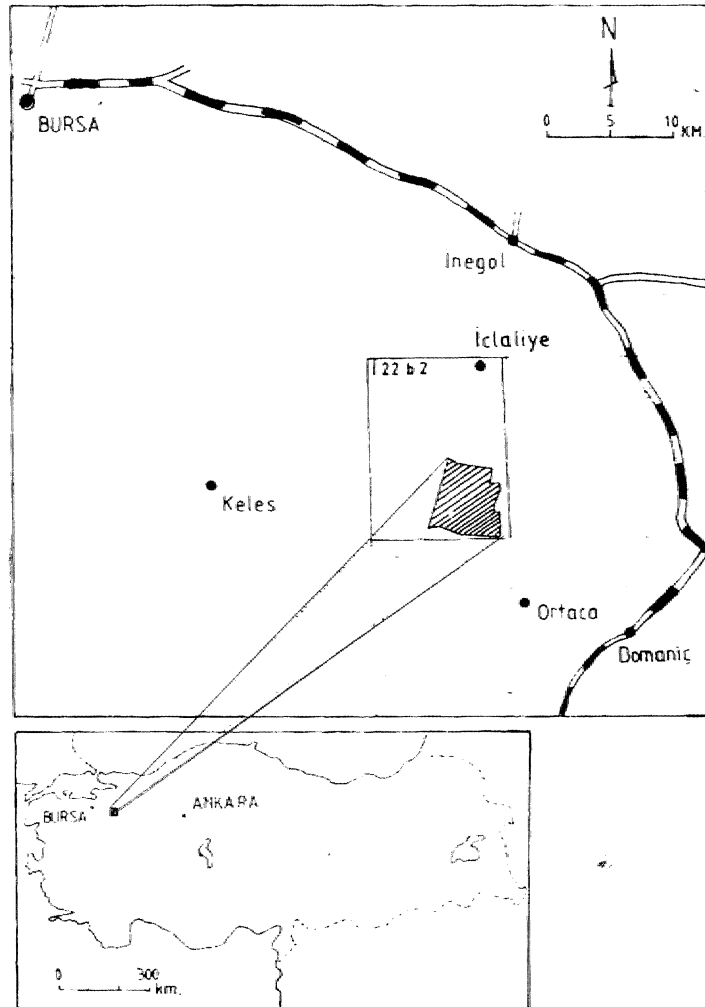 N
0 5 10 KM.
BURSA
Inegol
İclaliye
22 b 2
Keles
Ortaca
Domaniç
BURSA
ANKARA
0 300
km.